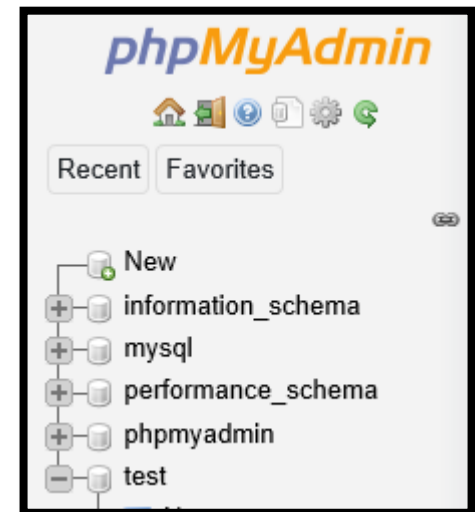 phpMyAdmin
Recent Favorites
New
information_schema
mysql
performance_schema
phpmyadmin
test